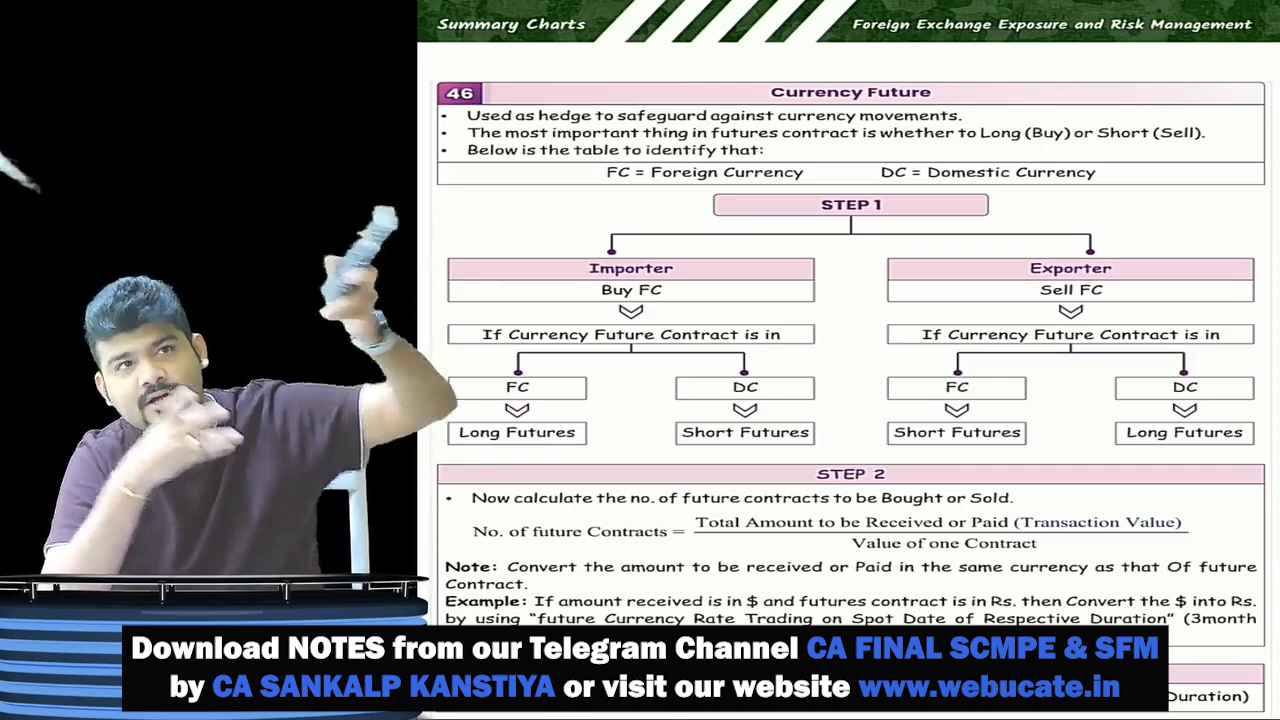 Summary Charts
Foreign Exchange Exposure and Risk Management
46
Currency Future
• Used as hedge to safeguard against currency movements.
• The most important thing in futures contract is whether to Long (Buy) or Short (Sell).
• Below is the table to identify that:
FC = Foreign Currency DC = Domestic Currency
STEP 1
Importer
Buy FC
If Currency Future Contract is in
FC
DC
Long Futures
Short Futures
Exporter
Sell FC
If Currency Future Contract is in
FC
DC
Short Futures
Long Futures
STEP 2
• Now calculate the no. of future contracts to be Bought or Sold.
No. of future Contracts = Total Amount to be Received or Paid (Transaction Value)
Value of one Contract
Note: Convert the amount to be received or Paid in the same currency as that Of future
Contract.
Example: If amount received is in $ and futures contract is in Rs. then Convert the $ into Rs.
by using "future Currency Rate Trading on Spot Date of Respective Duration" (3month
Duration)
Download NOTES from our Telegram Channel CA FINAL SCMPE & SFM
by CA SANKALP KANSTIYA or visit our website www.webucate.in